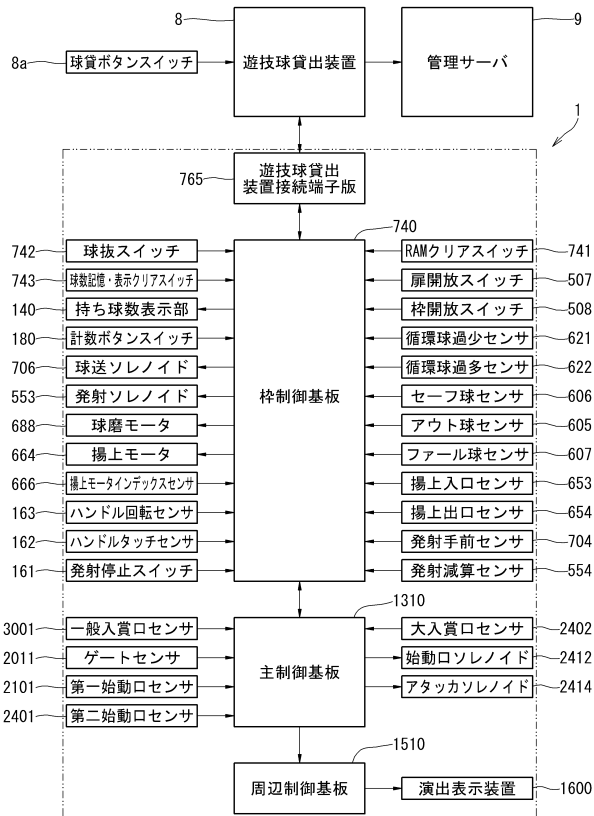 8
9
8a
球貸ボタンスイッチ
遊技球貸出装置
管理サーバ
1
765
遊技球貸出
装置接続端子版
740
742
球抜スイッチ
RAMクリアスイッチ
741
743
球数記憶・表示クリアスイッチ
扉開放スイッチ
507
140
持ち球数表示部
枠開放スイッチ
508
180
計数ボタンスイッチ
循環球過少センサ
621
706
球送ソレノイド
循環球過多センサ
622
553
発射ソレノイド
枠制御基板
セーフ球センサ
606
688
球磨モータ
アウト球センサ
605
664
揚上モータ
ファール球センサ
607
666
揚上モータインデックスセンサ
揚上入口センサ
653
163
ハンドル回転センサ
揚上出口センサ
654
162
ハンドルタッチセンサ
発射手前センサ
704
161
発射停止スイッチ
発射減算センサ
554
1310
3001
一般入賞口センサ
大入賞口センサ
2402
2011
ゲートセンサ
主制御基板
始動口ソレノイド
2412
2101
第一始動口センサ
アタッカソレノイド
2414
2401
第二始動口センサ
1510
周辺制御基板
演出表示装置
1600